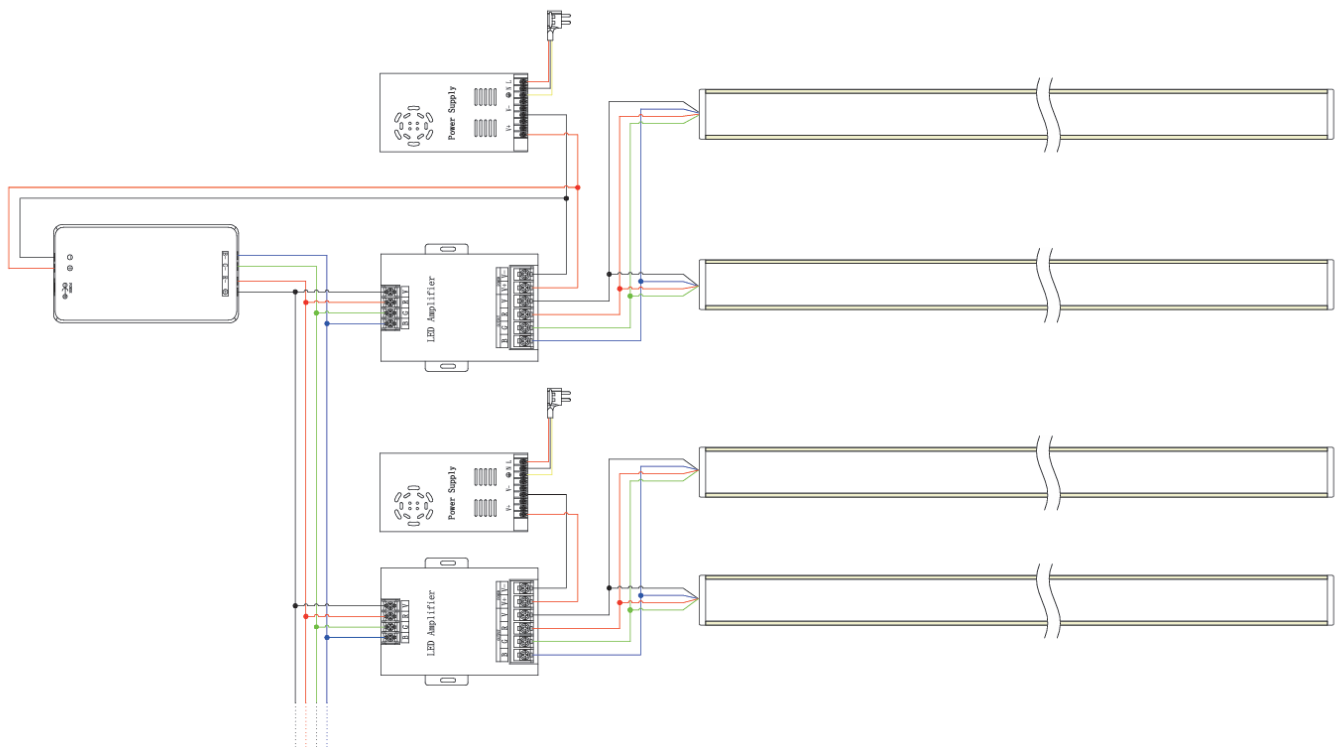 Power Supply
L
N
V-
V+
LED Amplifier
V
R
G
B
V-
V+
V
R
G
B
Power Supply
L
N
V-
V+
LED Amplifier
V
R
G
B
V-
V+
V
R
G
B